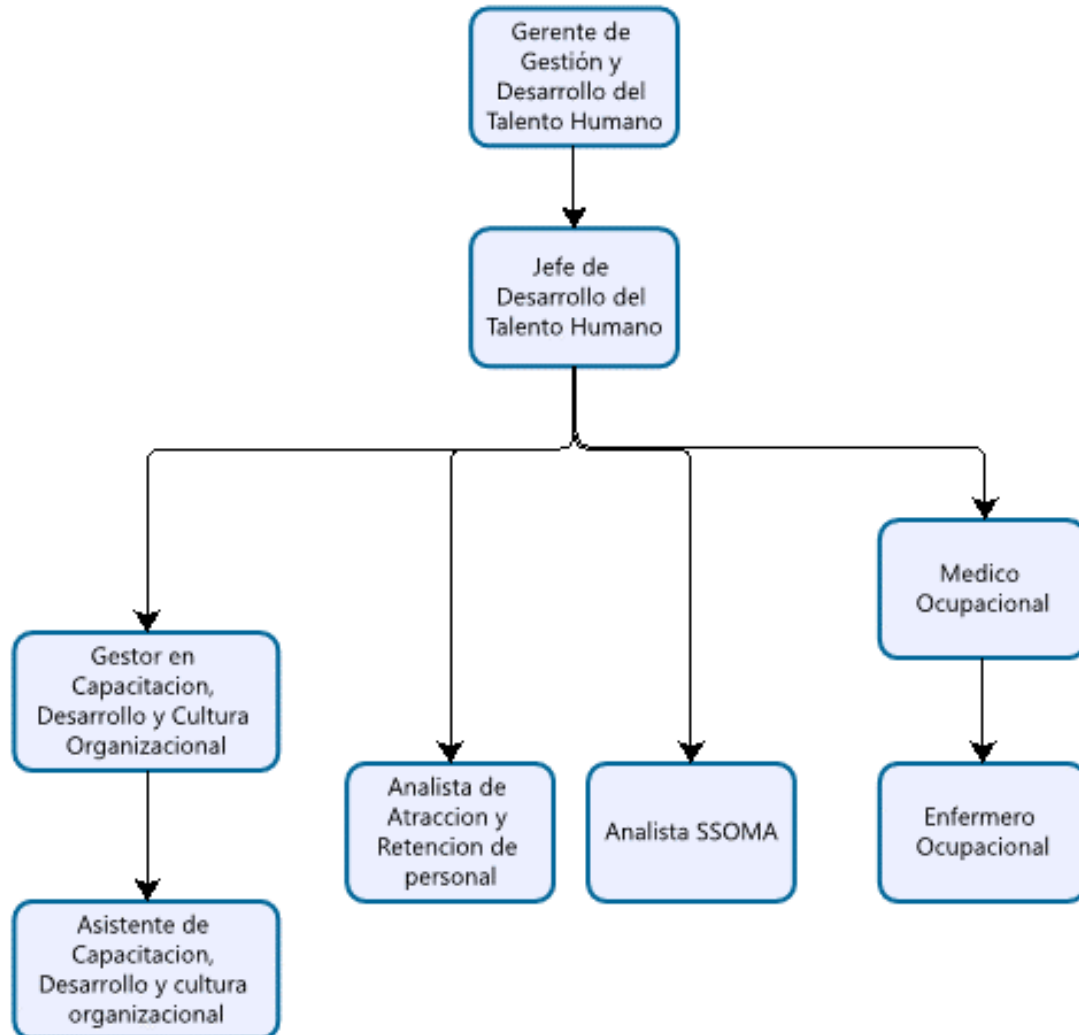 Gerente de
Gestión y
Desarrollo del
Talento Humano
Jefe de
Desarrollo del
Talento Humano
Medico
Ocupacional
Gestor en
Capacitacion,
Desarrollo y Cultura
Organizacional
Analista de
Atraccion y
Retencion de
personal
Analista SSOMA
Enfermero
Ocupacional
Asistente de
Capacitacion,
Desarrollo y cultura
organizacional